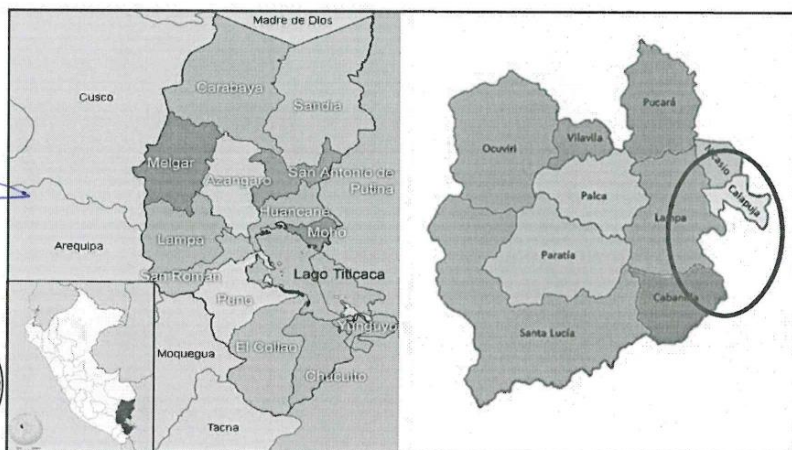 Madre de Dios
Cusco
Carabaya
Sandia
Melgar
Azangaro
San Antonio de
Putina
Huancane
Moho
Arequipa
Lampa
San Roman
Lago Titicaca
Puno
Yunguyo
Moquegua
El Collao
Chucuito
Tacna
Ocuviri
Vilavila
Pucará
Nicasio
Calapuja
Palca
Lampa
Paratía
Cabanilla
Santa Lucía